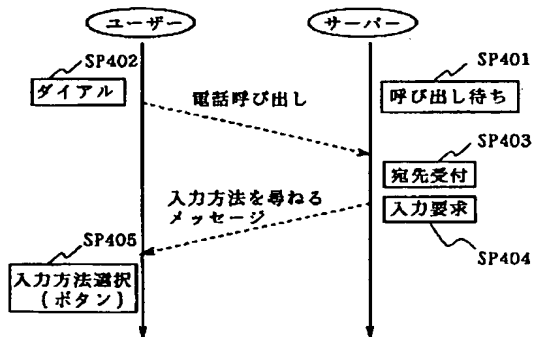 ユーザー
サーバー
SP402
ダイアル
SP401
呼び出し待ち
電話呼び出し
SP403
宛先受付
入力方法を尋ねる
メッセージ
入力要求
SP405
SP404
入力方法選択
(ボタン)